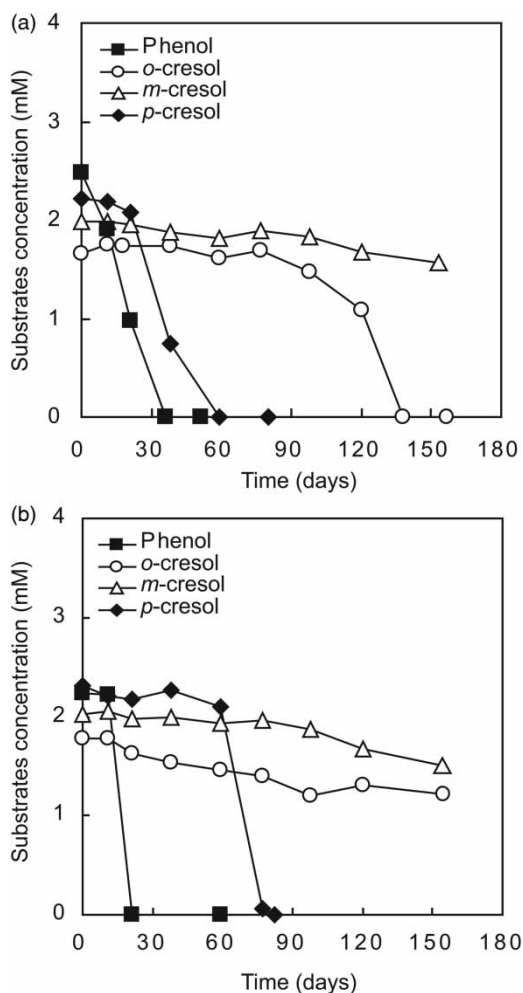 (a)
4
Phenol
o-cresol
m-cresol
p-cresol
3
2
1
0
Substrates concentration (mM)
0 30 60 90 120 150 180
Time (days)
(b)
4
Phenol
o-cresol
m-cresol
p-cresol
3
2
1
0
Substrates concentration (mM)
0 30 60 90 120 150 180
Time (days)